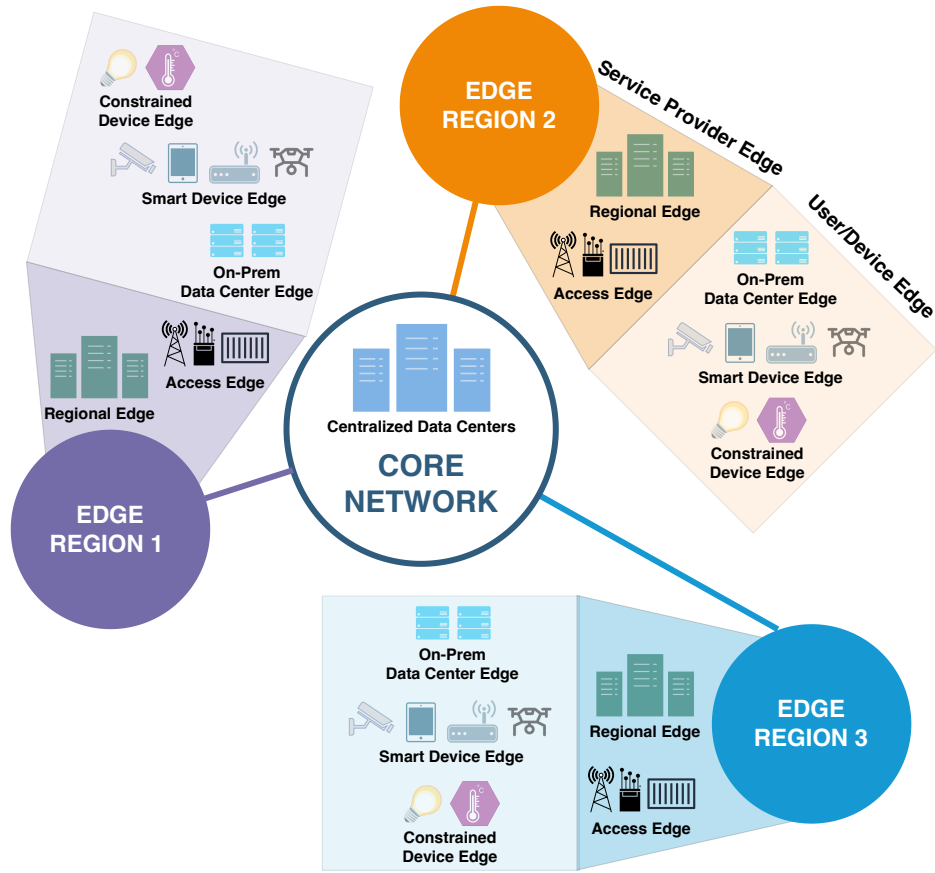 Constrained
Device Edge
Smart Device Edge
On-Prem
Data Center Edge
Access Edge
Regional Edge
EDGE
REGION 1
EDGE
REGION 2
Service Provider Edge
Regional Edge
Access Edge
User/Device Edge
On-Prem
Data Center Edge
Smart Device Edge
°C
Constrained
Device Edge
°C
Centralized Data Centers
CORE
NETWORK
On-Prem
Data Center Edge
Smart Device Edge
°C
Constrained
Device Edge
Regional Edge
Access Edge
EDGE
REGION 3